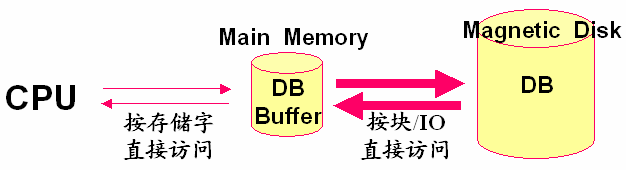 Main Memory
Magnetic Disk
CPU
DB
Buffer
DB
按存储字
直接访问
按块/IO
直接访问